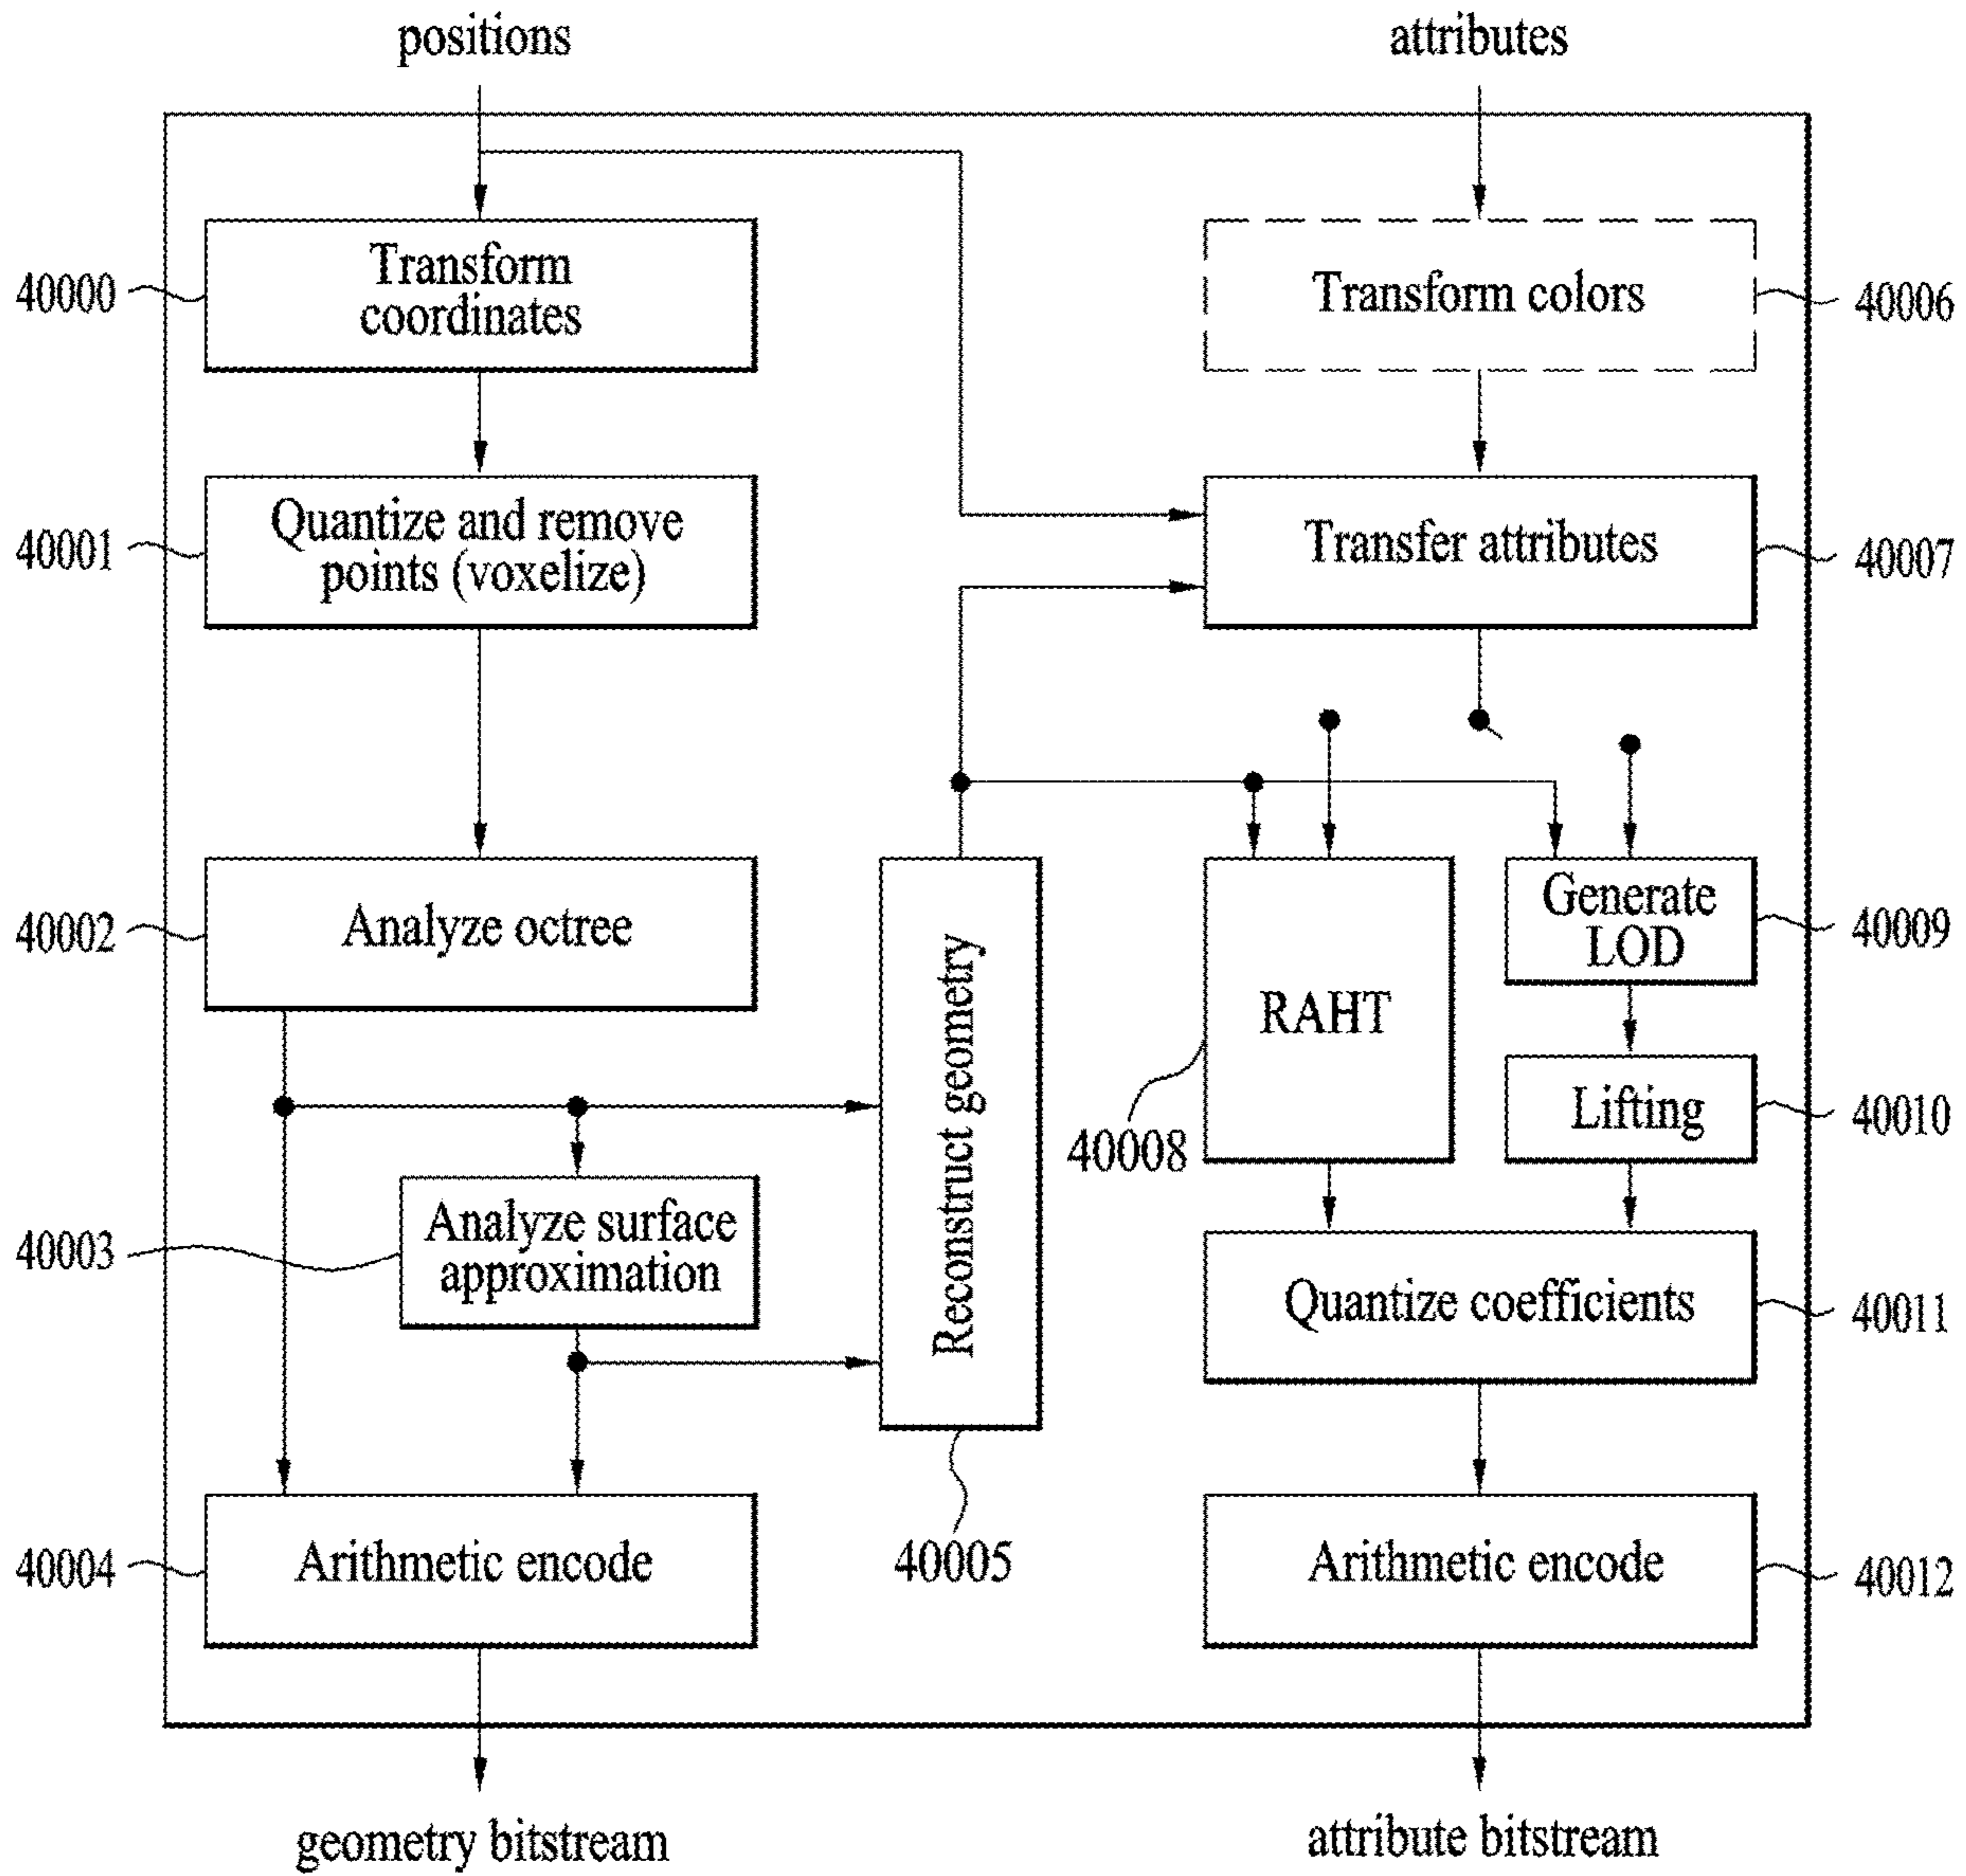 positions
attributes
40000
Transform
coordinates
Transform colors
40006
40001
Quantize and remove
points (voxelize)
Transfer attributes
40007
40002
Analyze octree
Reconstruct geometry
RAHT
40008
Generate
LOD
40009
Lifting
40010
40003
Analyze surface
approximation
Quantize coefficients
40011
40004
Arithmetic encode
40005
Arithmetic encode
40012
geometry bitstream
attribute bitstream